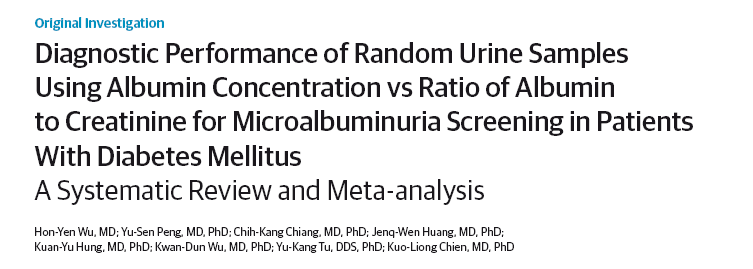 Original Investigation
Diagnostic Performance of Random Urine Samples
Using Albumin Concentration vs Ratio of Albumin
to Creatinine for Microalbuminuria Screening in Patients
With Diabetes Mellitus
A Systematic Review and Meta-analysis
Hon-Yen Wu, MD; Yu-Sen Peng, MD, PhD; Chih-Kang Chiang, MD, PhD; Jenq-Wen Huang, MD, PhD;
Kuan-Yu Hung, MD, PhD; Kwan-Dun Wu, MD, PhD; Yu-Kang Tu, DDS, PhD; Kuo-Liong Chien, MD, PhD